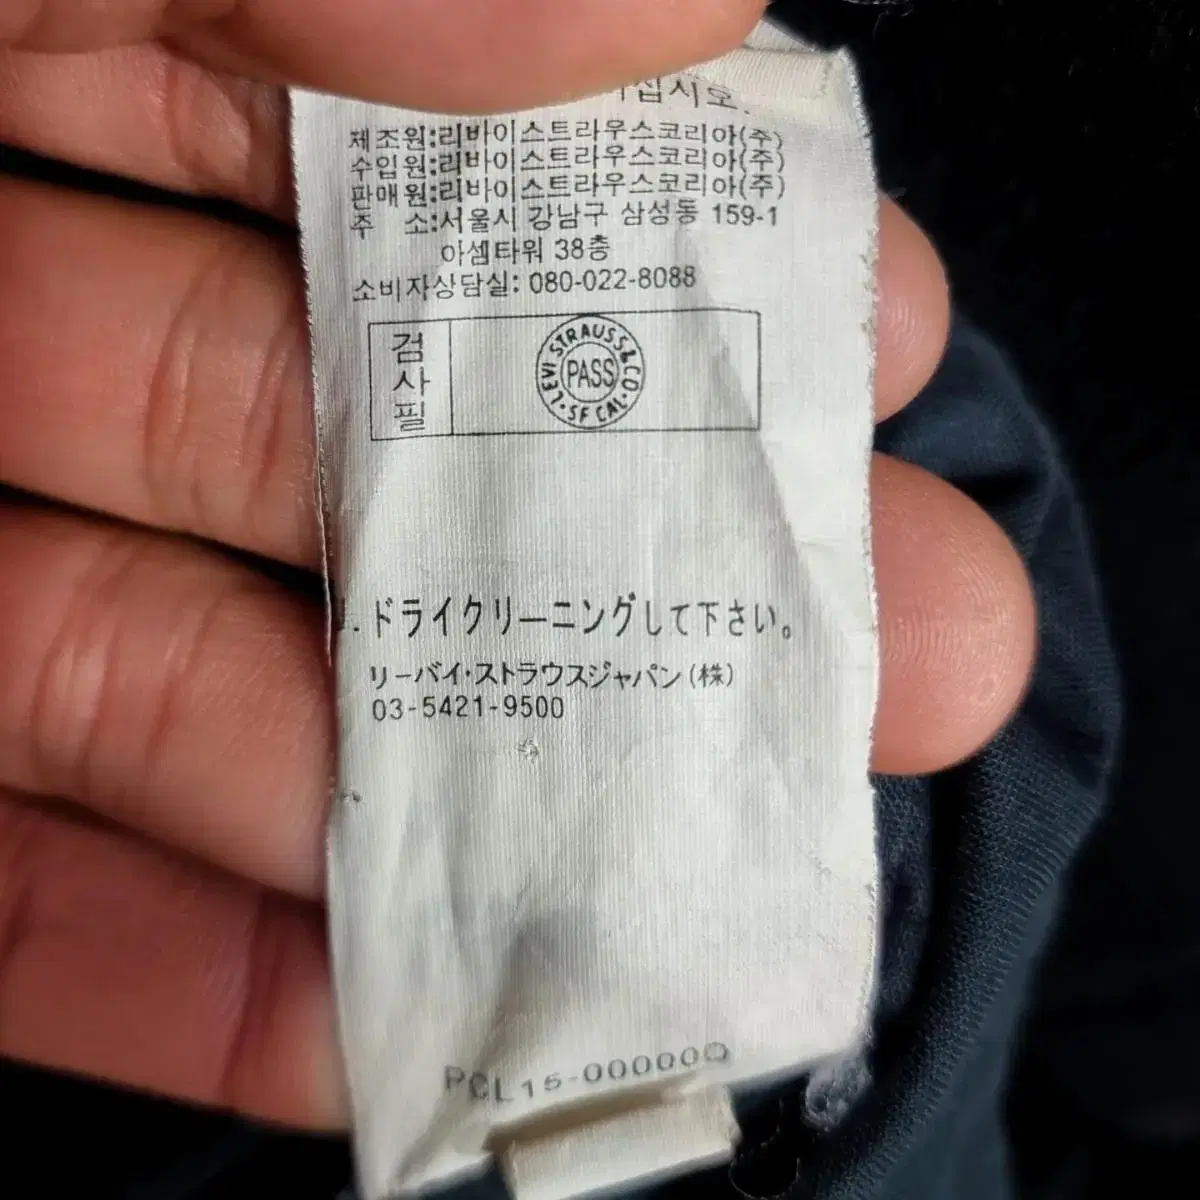 십시오.
제조원:리바이스트라우스코리아(주)
수입원:리바이스트라우스코리아(주)
판매원:리바이스트라우스코리아(주)
주 소:서울시 강남구 삼성동 159-1
아셈타워 38층
소비자상담실: 080-022-8088
검사필
LEVI STRAUSS & CO
·SF CAL·
PASS
. ドライクリーニングして下さい。
リーバイ・ストラウスジャパン(株)
03-5421-9500
PCL15-00000Q